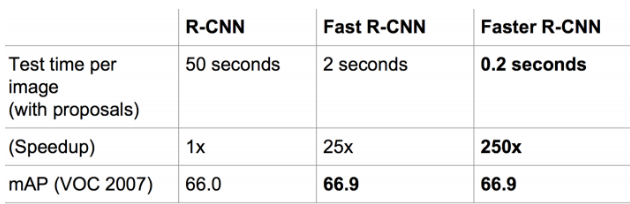 R-CNN Fast R-CNN Faster R-CNN
Test time per 50 seconds 2 seconds 0.2 seconds
image
(with proposals)
(Speedup) 1x 25x 250x
mAP (VOC 2007) 66.0 66.9 66.9